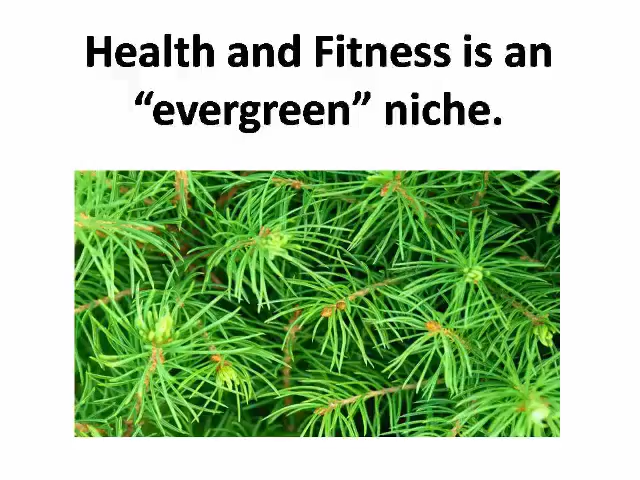 Health and Fitness is an
“evergreen” niche.